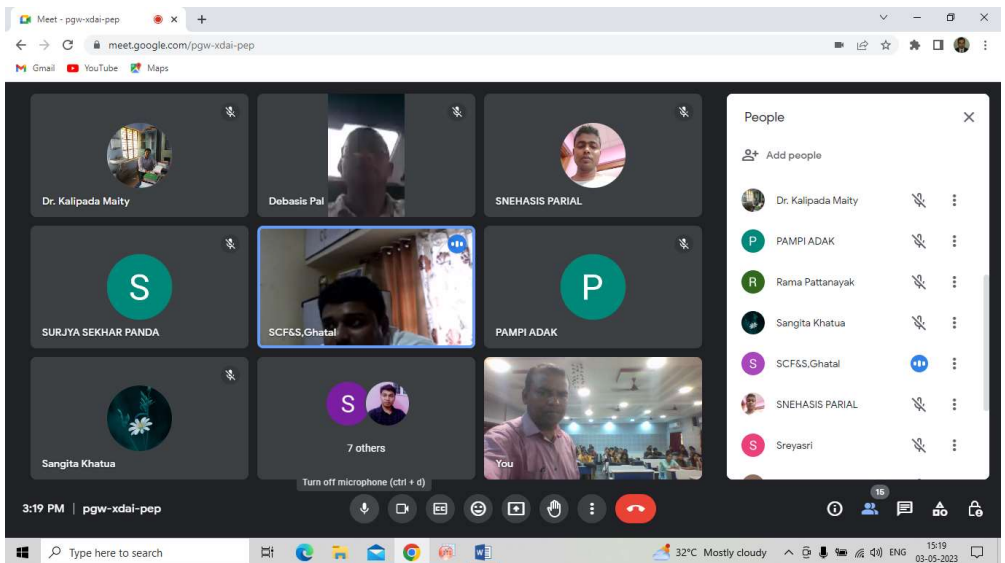 Meet - pgw-xdai-pep
meet.google.com/pgw-xdai-pep
Gmail YouTube Maps
Dr. Kalipada Maity
Debasis Pal
SNEHASIS PARIAL
S
SURJYA SEKHAR PANDA
SCF&S,Ghatal
P
PAMPI ADAK
Sangita Khatua
S
7 others
You
Turn off microphone (ctrl + d)
People
Add people
Dr. Kalipada Maity
P PAMPI ADAK
R Rama Pattanayak
Sangita Khatua
S SCF&S,Ghatal
SNEHASIS PARIAL
S Sreyasri
3:19 PM | pgw-xdai-pep
15
Type here to search
32°C Mostly cloudy
ENG
15:19
03-05-2023